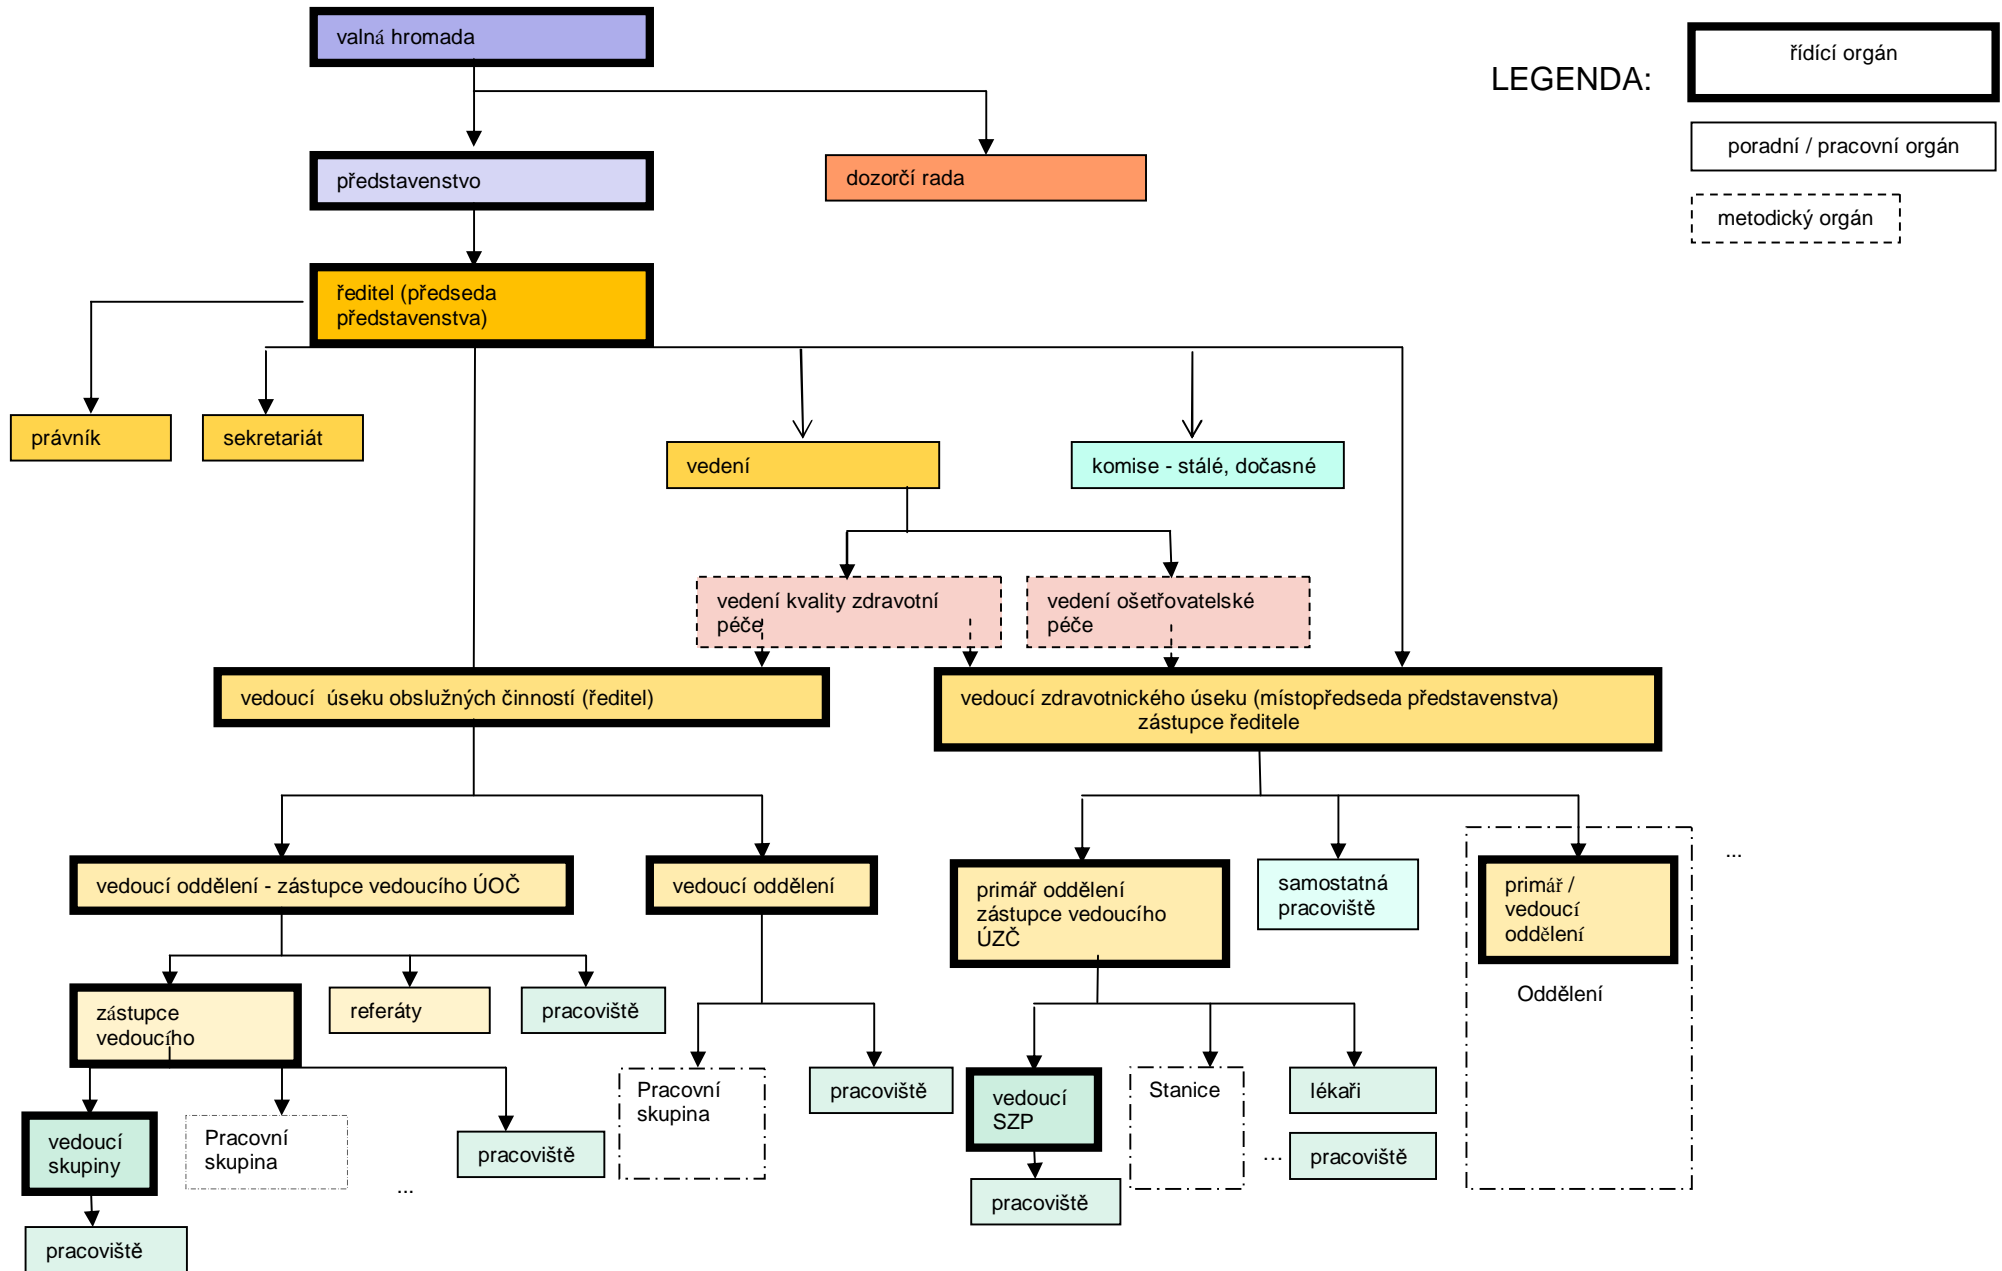 valná hromada
LEGENDA:
řídící orgán
poradní / pracovní orgán
metodický orgán
představenstvo
dozorčí rada
ředitel (předseda
představenstva)
právník
sekretariát
vedení
komise - stálé, dočasné
vedení kvality zdravotní
péče
vedení ošetřovatelské
péče
vedoucí úseku obslužných činností (ředitel)
vedoucí zdravotnického úseku (místopředseda představenstva)
zástupce ředitele
vedoucí oddělení - zástupce vedoucího ÚOČ
vedoucí oddělení
primář oddělení
zástupce vedoucího
ÚZČ
samostatná
pracoviště
primář /
vedoucí
oddělení
Oddělení
...
zástupce
vedoucího
referáty
pracoviště
Pracovní
skupina
pracoviště
vedoucí
SZP
Stanice
lékaři
...
pracoviště
pracoviště
vedoucí
skupiny
Pracovní
skupina
...
pracoviště
pracoviště